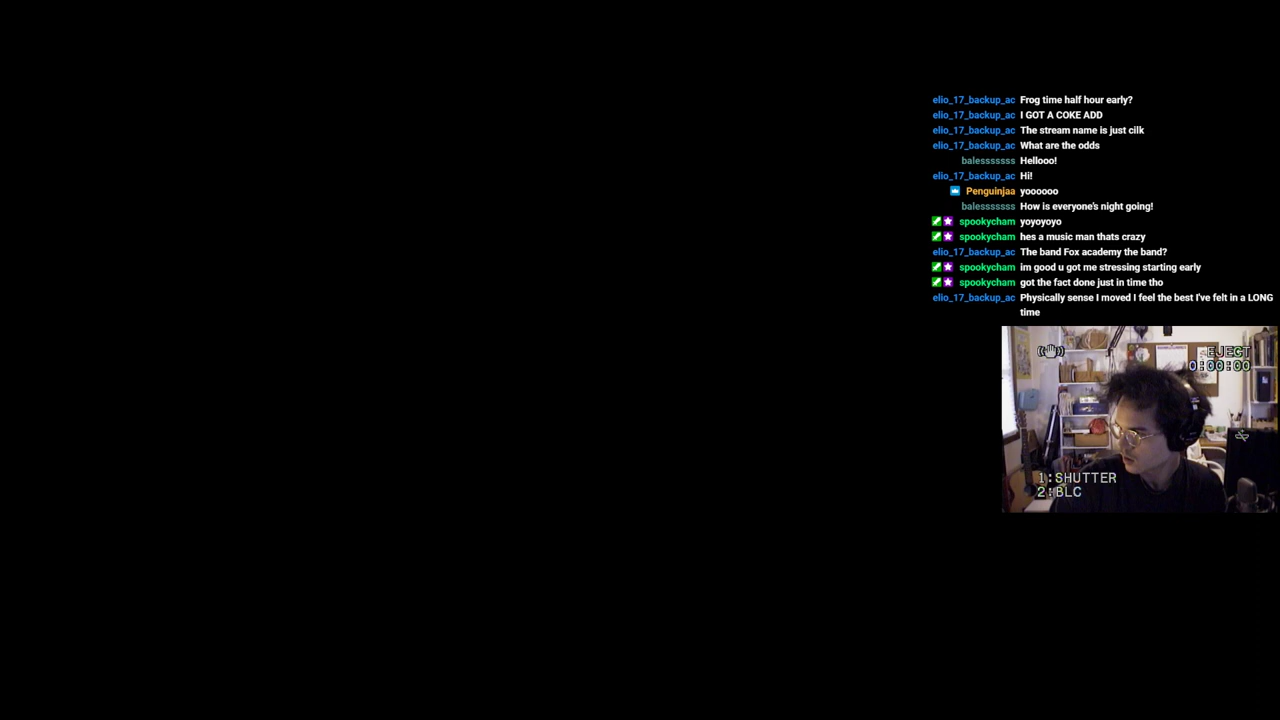 elio_17_backup_ac Frog time half hour early?
elio_17_backup_ac I GOT A COKE ADD
elio_17_backup_ac The stream name is just cilk
elio_17_backup_ac What are the odds
balesssssss Hellooo!
elio_17_backup_ac Hi!
Penguinjaa yoooooo
balesssssss How is everyone's night going!
spookycham yoyoyoyo
spookycham hes a music man thats crazy
elio_17_backup_ac The band Fox academy the band?
spookycham im good u got me stressing starting early
spookycham got the fact done just in time tho
elio_17_backup_ac Physically sense I moved I feel the best I've felt in a LONG
time
EJECT
0:00:00
1:SHUTTER
2:BLC